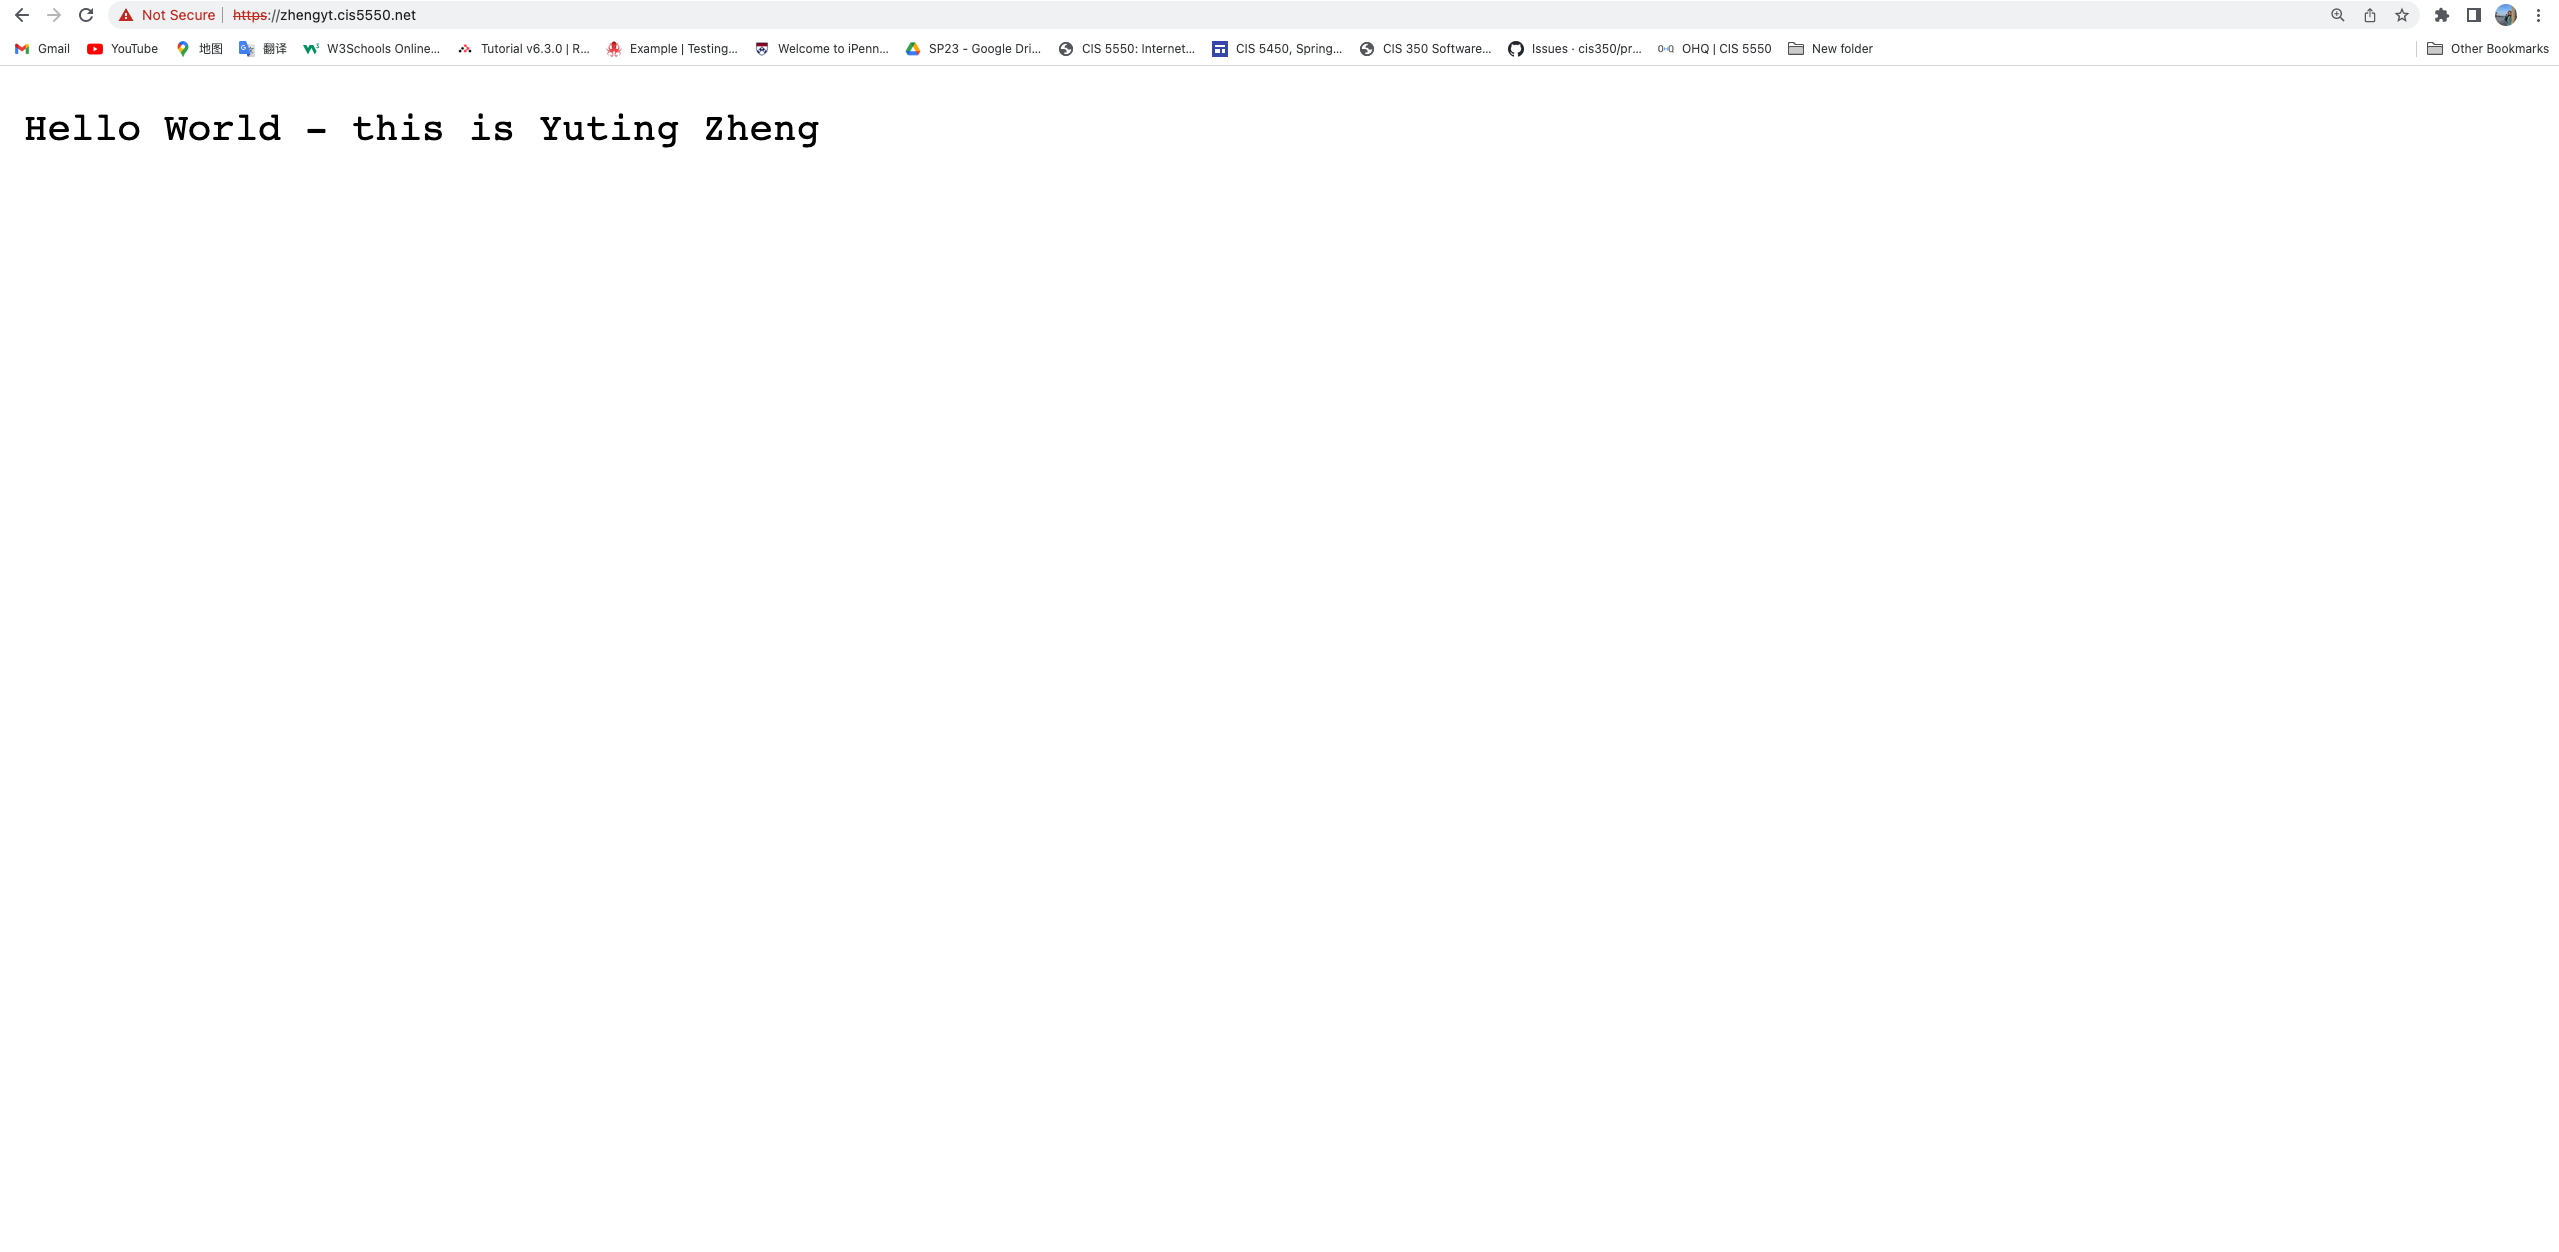 Not Secure | https://zhengyt.cis5550.net
Gmail YouTube 地图 翻译 W3Schools Online... Tutorial v6.3.0 | R... Example | Testing... Welcome to iPenn... SP23 - Google Dri... CIS 5550: Internet... CIS 5450, Spring... CIS 350 Software... Issues · cis350/pr... OHQ OHQ | CIS 5550 New folder Other Bookmarks
Hello World - this is Yuting Zheng